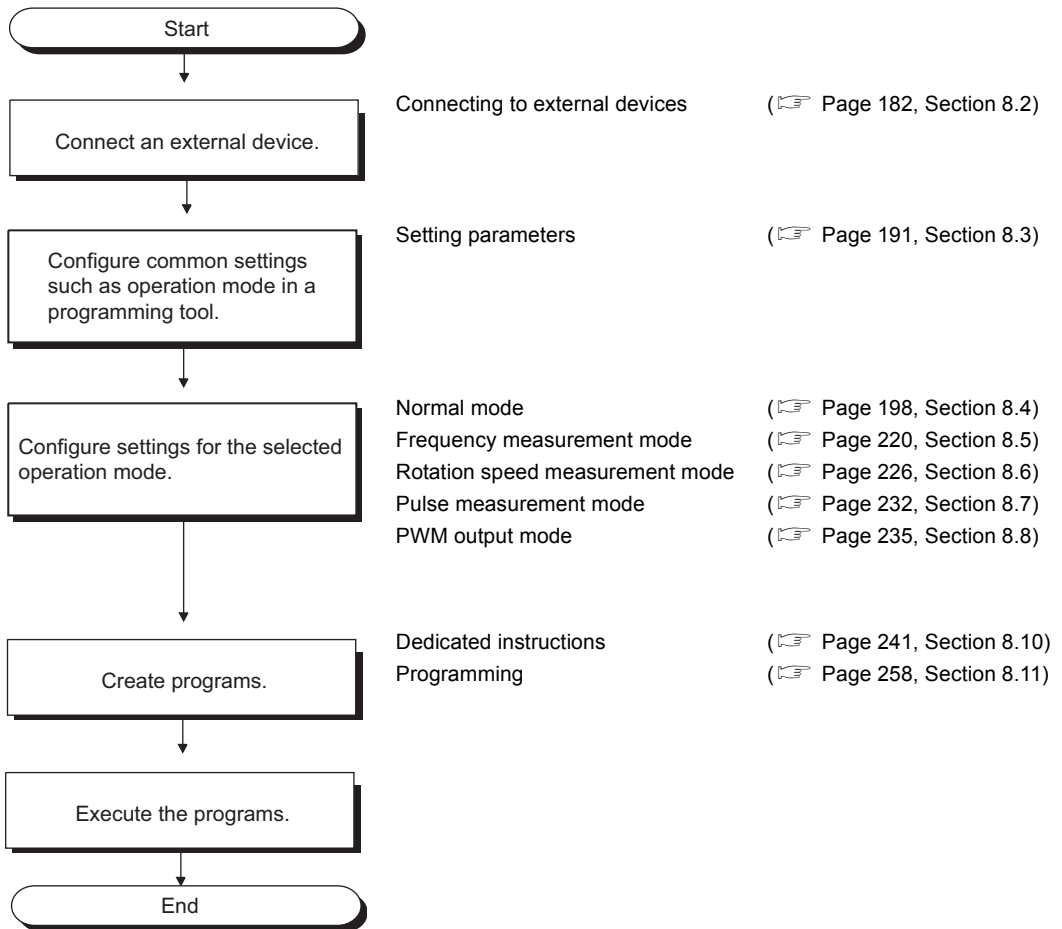 Start
Connect an external device.
Connecting to external devices (☞ Page 182, Section 8.2)
Configure common settings
such as operation mode in a
programming tool.
Setting parameters (☞ Page 191, Section 8.3)
Configure settings for the selected
operation mode.
Normal mode (☞ Page 198, Section 8.4)
Frequency measurement mode (☞ Page 220, Section 8.5)
Rotation speed measurement mode (☞ Page 226, Section 8.6)
Pulse measurement mode (☞ Page 232, Section 8.7)
PWM output mode (☞ Page 235, Section 8.8)
Create programs.
Dedicated instructions (☞ Page 241, Section 8.10)
Programming (☞ Page 258, Section 8.11)
Execute the programs.
End